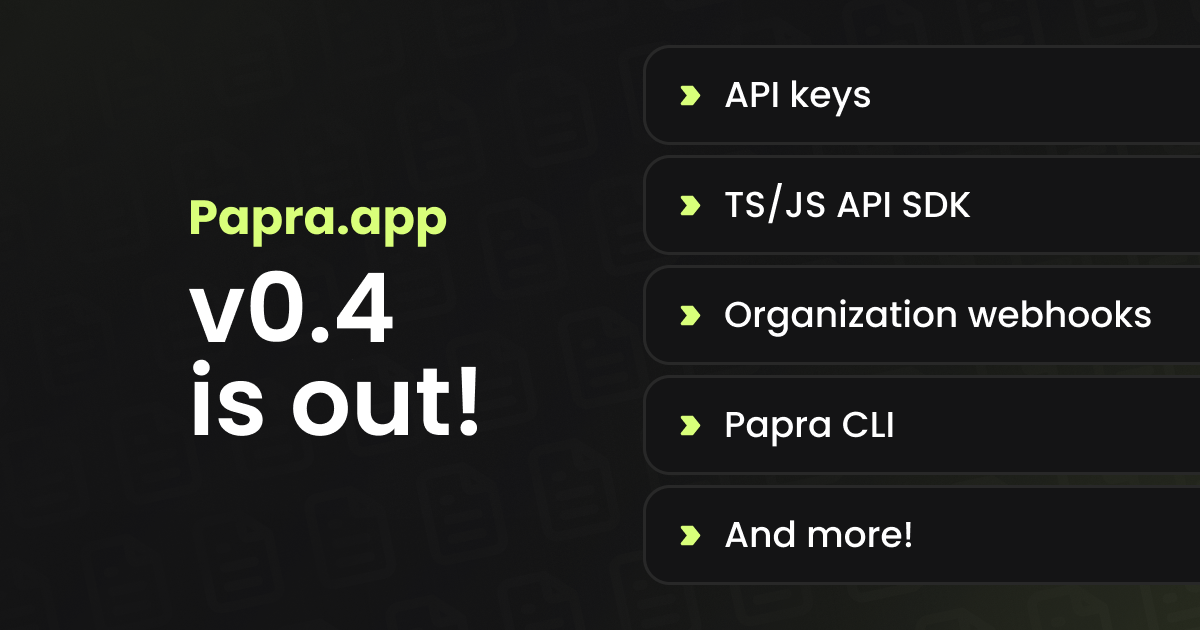 Papra.app
v0.4
is out!
API keys
TS/JS API SDK
Organization webhooks
Papra CLI
And more!